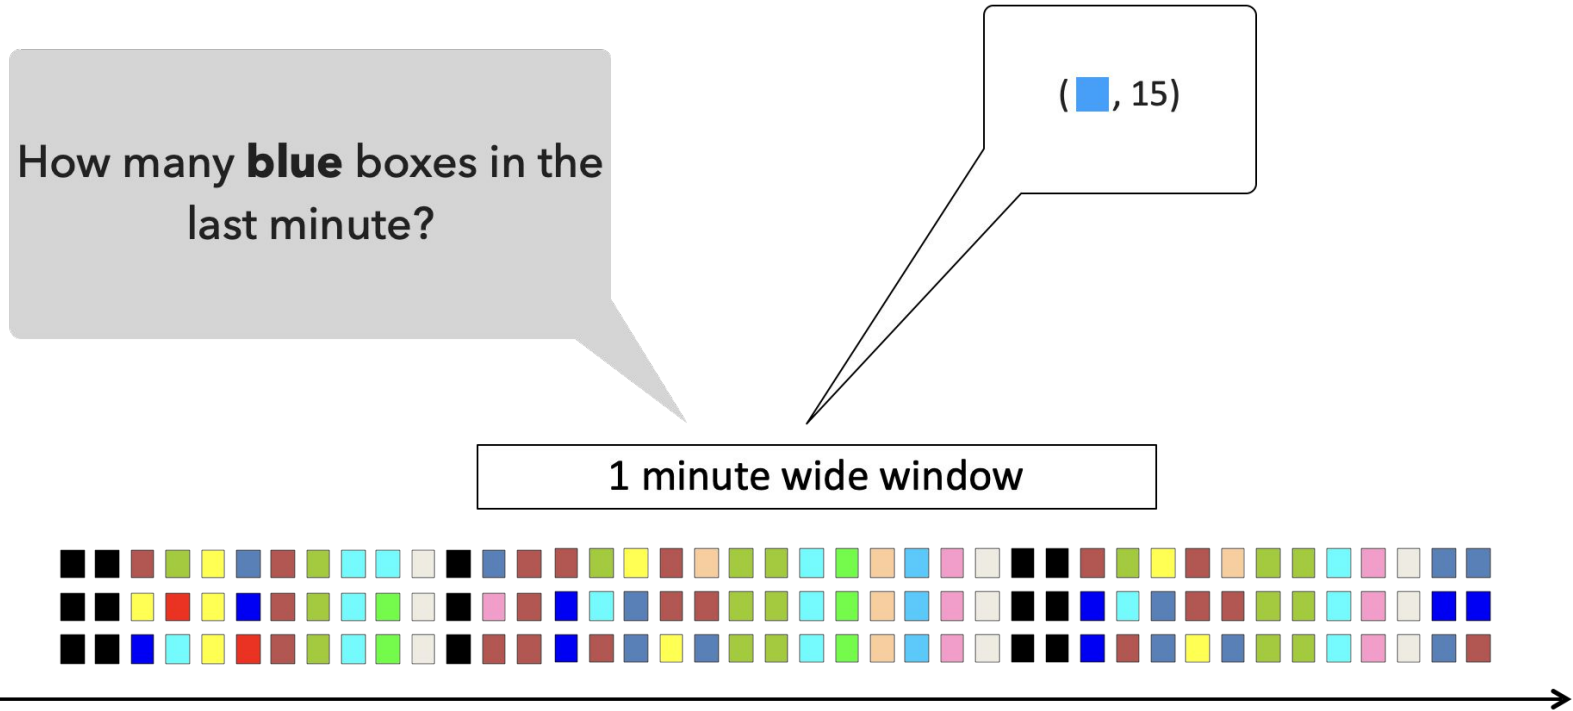 How many blue boxes in the
last minute?
( , 15)
1 minute wide window